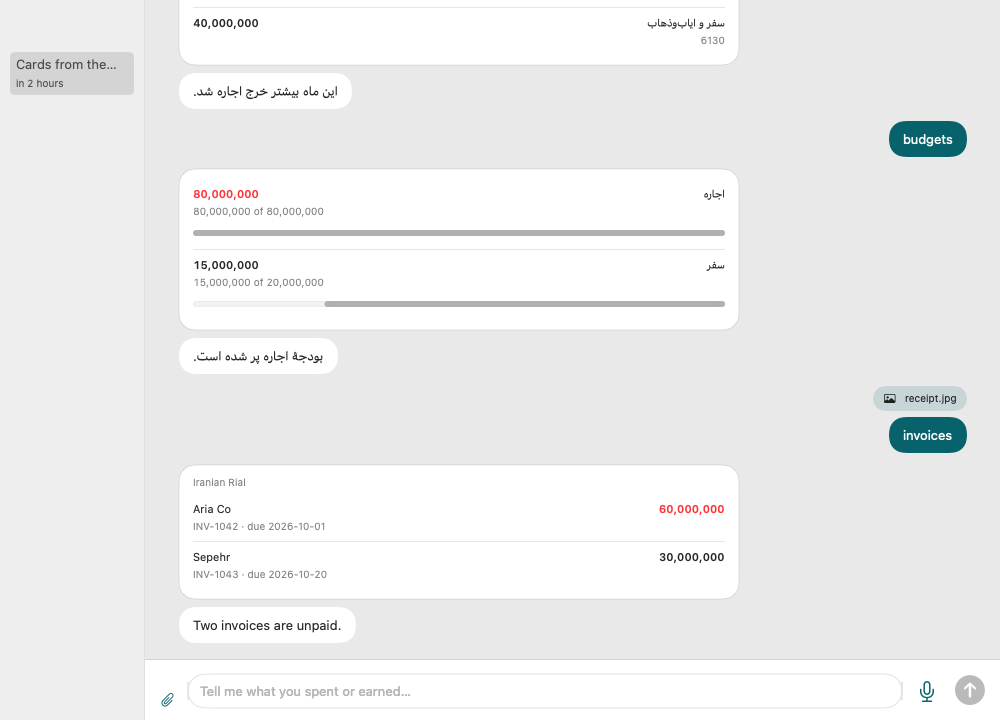 Cards from the...
in 2 hours
سفر و ایاب‌وذهاب
40,000,000
6130
این ماه بیشتر خرج اجاره شد.
budgets
اجاره
80,000,000
80,000,000 of 80,000,000
سفر
15,000,000
15,000,000 of 20,000,000
بودجهٔ اجاره پر شده است.
receipt.jpg
invoices
Iranian Rial
Aria Co
60,000,000
INV-1042 · due 2026-10-01
Sepehr
30,000,000
INV-1043 · due 2026-10-20
Two invoices are unpaid.
Tell me what you spent or earned...